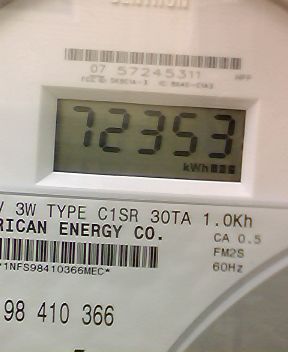 07 57245311
72353
kWh
V 3W TYPE C1SR 30TA 1.0Kh
RICAN ENERGY CO.
CA 0.5
FM2S
60Hz
*1NFS98410366MEC*
98 410 366